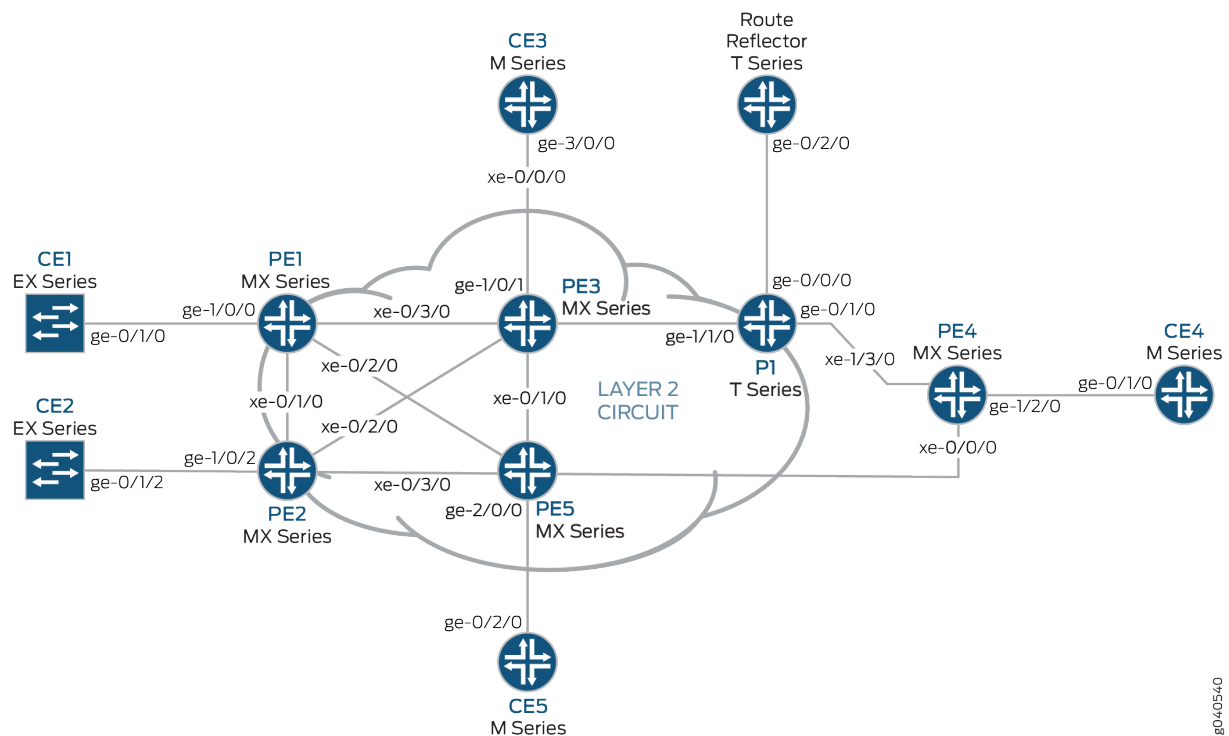 CE3
M Series
Route
Reflector
T Series
ge-3/0/0
ge-0/2/0
xe-0/0/0
CE1
EX Series
PE1
MX Series
ge-1/0/1
PE3
MX Series
ge-0/0/0
ge-1/0/0
xe-0/3/0
ge-0/1/0
ge-0/1/0
ge-1/1/0
PE4
MX Series
CE4
M Series
xe-0/2/0
P1
T Series
xe-1/3/0
LAYER 2
CIRCUIT
ge-0/1/0
ge-1/2/0
CE2
EX Series
xe-0/1/0
xe-0/1/0
xe-0/2/0
xe-0/0/0
ge-1/0/2
ge-0/1/2
xe-0/3/0
ge-2/0/0
PE2
MX Series
PE5
MX Series
ge-0/2/0
CE5
M Series
g040540